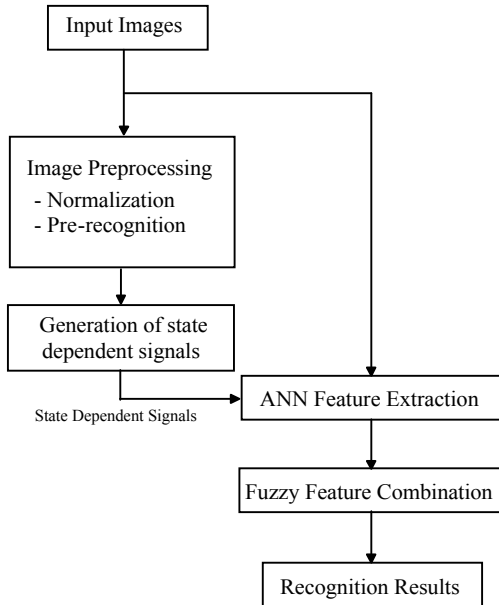 Input Images
Image Preprocessing
- Normalization
- Pre-recognition
Generation of state
dependent signals
State Dependent Signals
ANN Feature Extraction
Fuzzy Feature Combination
Recognition Results